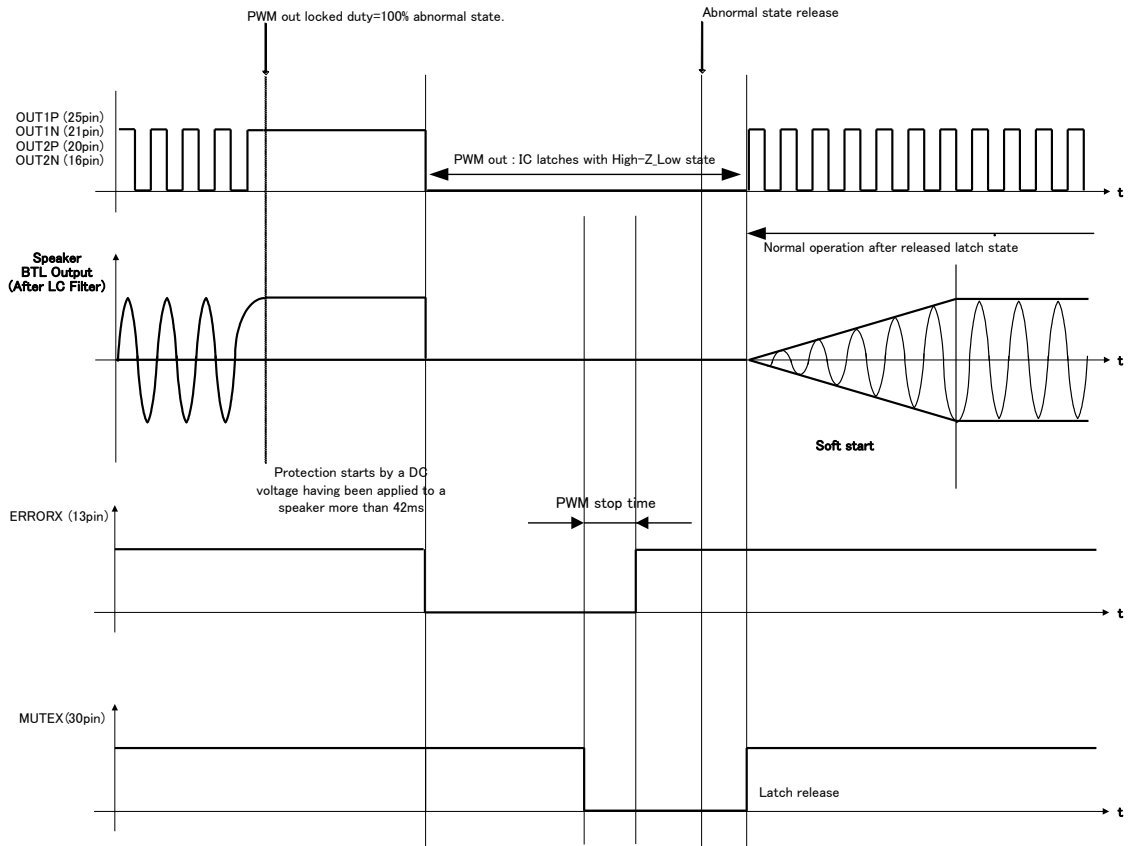 PWM out locked duty=100% abnormal state.
Abnormal state release
OUT1P (25pin)
OUT1N (21pin)
OUT2P (20pin)
OUT2N (16pin)
PWM out : IC latches with High-Z_Low state
t
Normal operation after released latch state
Speaker
BTL Output
(After LC Filter)
t
Soft start
Protection starts by a DC
voltage having been applied to a
speaker more than 42ms
PWM stop time
ERRORX (13pin)
t
MUTEX(30pin)
Latch release
t